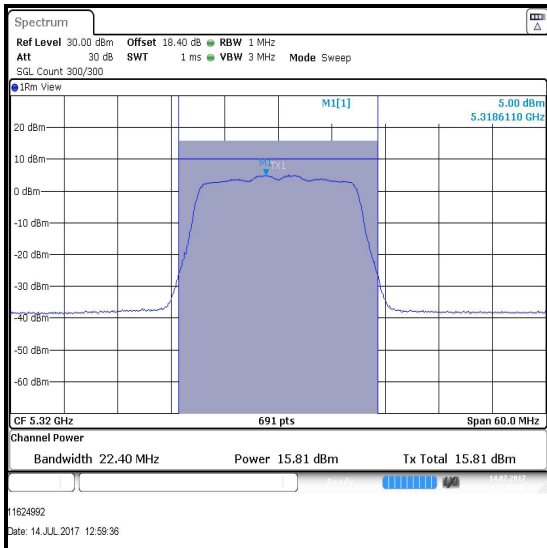 Spectrum
Ref Level 30.00 dBm Offset 18.40 dB RBW 1 MHz
Att 30 dB SWT 1 ms VBW 3 MHz Mode Sweep
SGL Count 300/300
1Rm View
M1[1] 5.00 dBm
5.3186110 GHz
20 dBm
10 dBm
M1
TX1
0 dBm
-10 dBm
-20 dBm
-30 dBm
-40 dBm
-50 dBm
-60 dBm
CF 5.32 GHz 691 pts Span 60.0 MHz
Channel Power
Bandwidth 22.40 MHz Power 15.81 dBm Tx Total 15.81 dBm
Ready 14.07.2017
11624992
Date: 14.JUL.2017 12:59:36